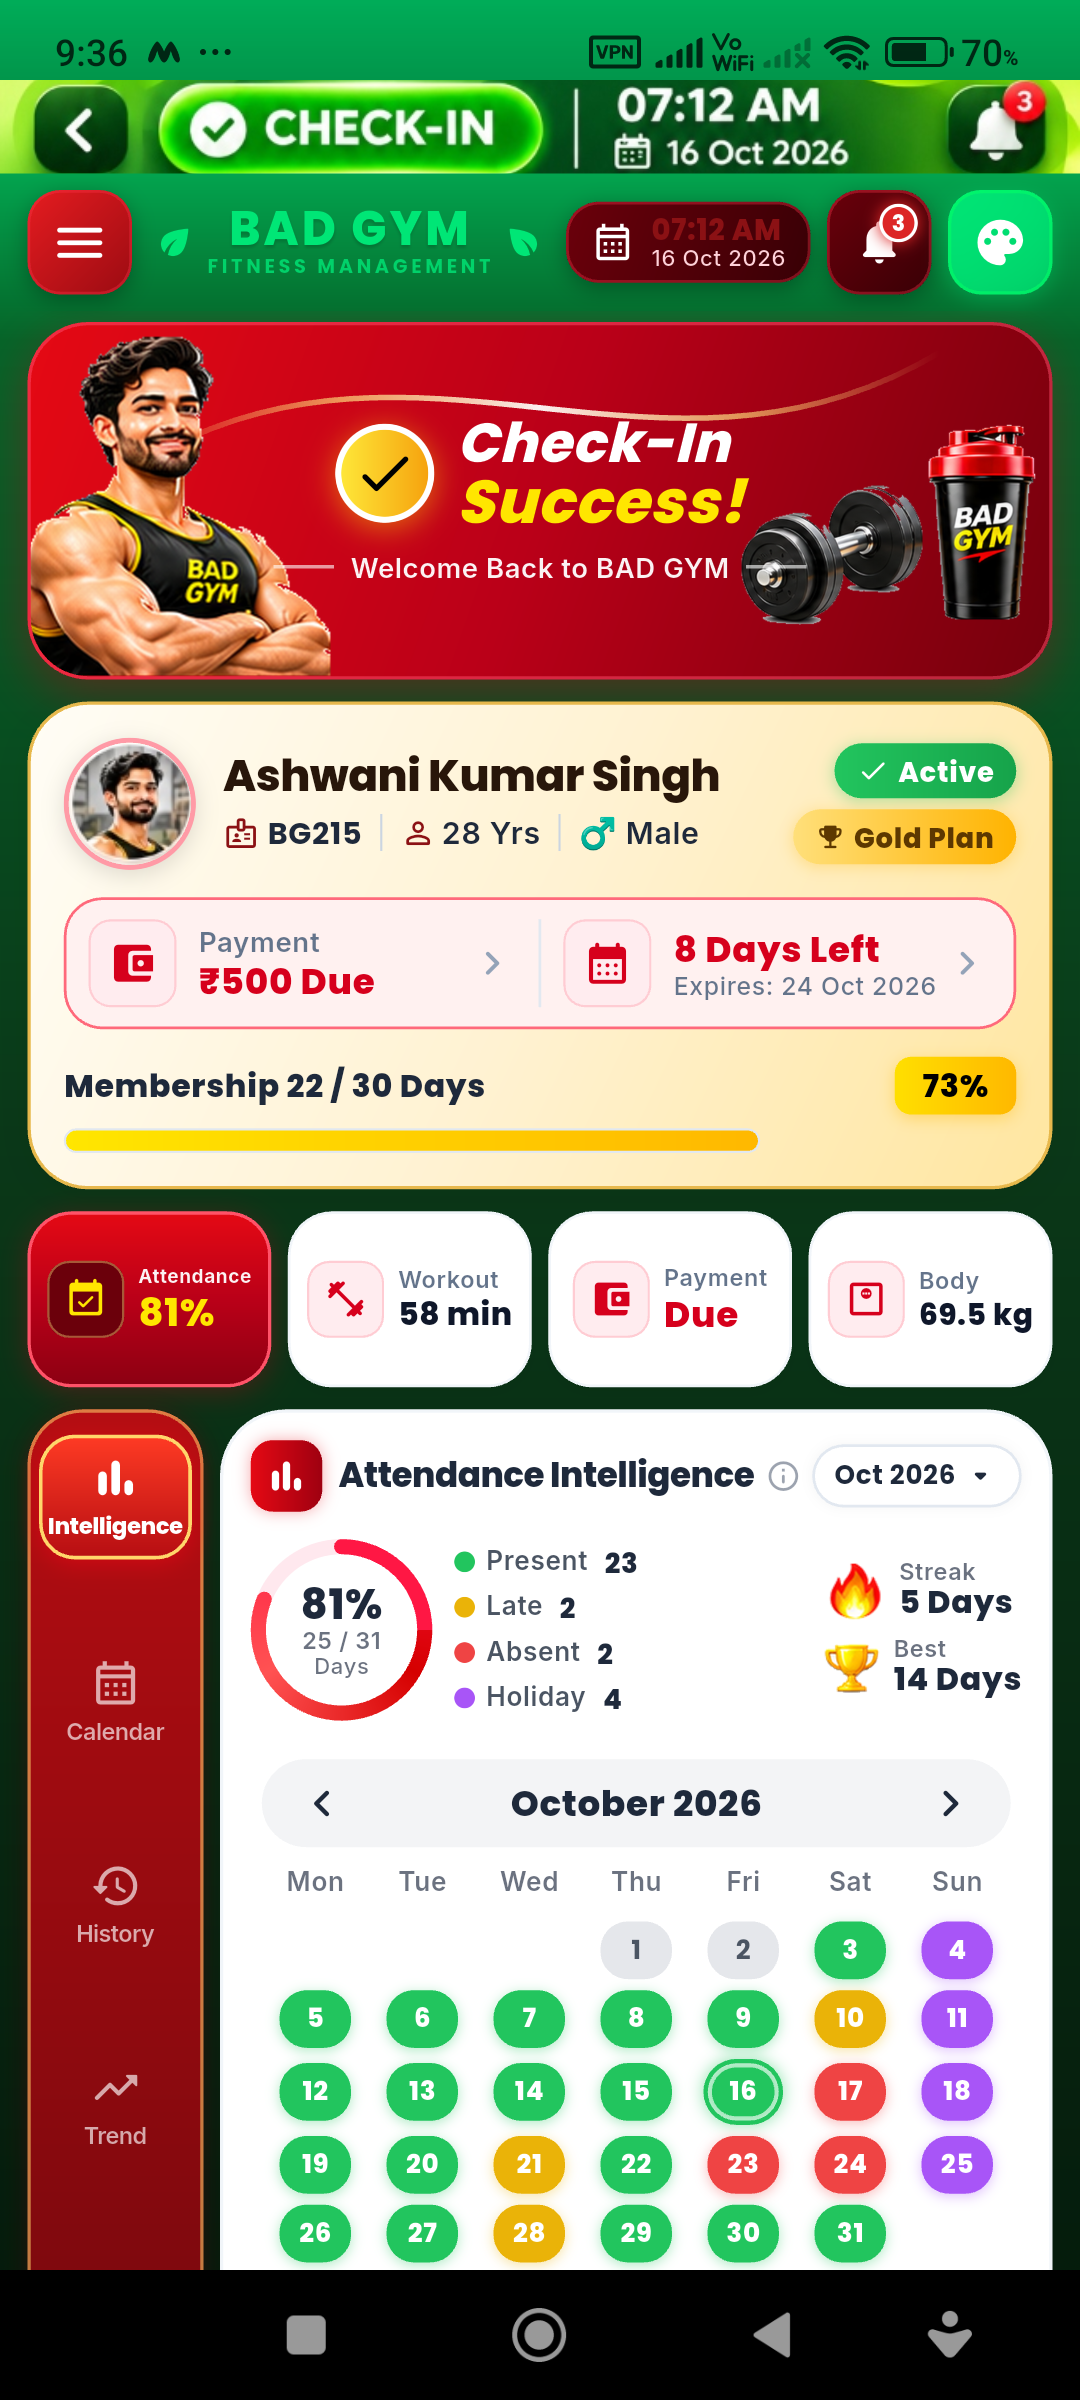 9:36
VPN
Vo
WiFi
70%
CHECK-IN
07:12 AM
16 Oct 2026
3
BAD GYM
FITNESS MANAGEMENT
07:12 AM
16 Oct 2026
3
Check-In
Success!
Welcome Back to BAD GYM
BAD
GYM
BAD
GYM
Ashwani Kumar Singh
Active
BG215
28 Yrs
Male
Gold Plan
Payment
₹500 Due
8 Days Left
Expires: 24 Oct 2026
Membership 22 / 30 Days
73%
Attendance
81%
Workout
58 min
Payment
Due
Body
69.5 kg
Intelligence
Calendar
History
Trend
Attendance Intelligence
Oct 2026
81%
25 / 31
Days
Present 23
Late 2
Absent 2
Holiday 4
Streak
5 Days
Best
14 Days
October 2026
Mon Tue Wed Thu Fri Sat Sun
1 2 3 4
5 6 7 8 9 10 11
12 13 14 15 16 17 18
19 20 21 22 23 24 25
26 27 28 29 30 31